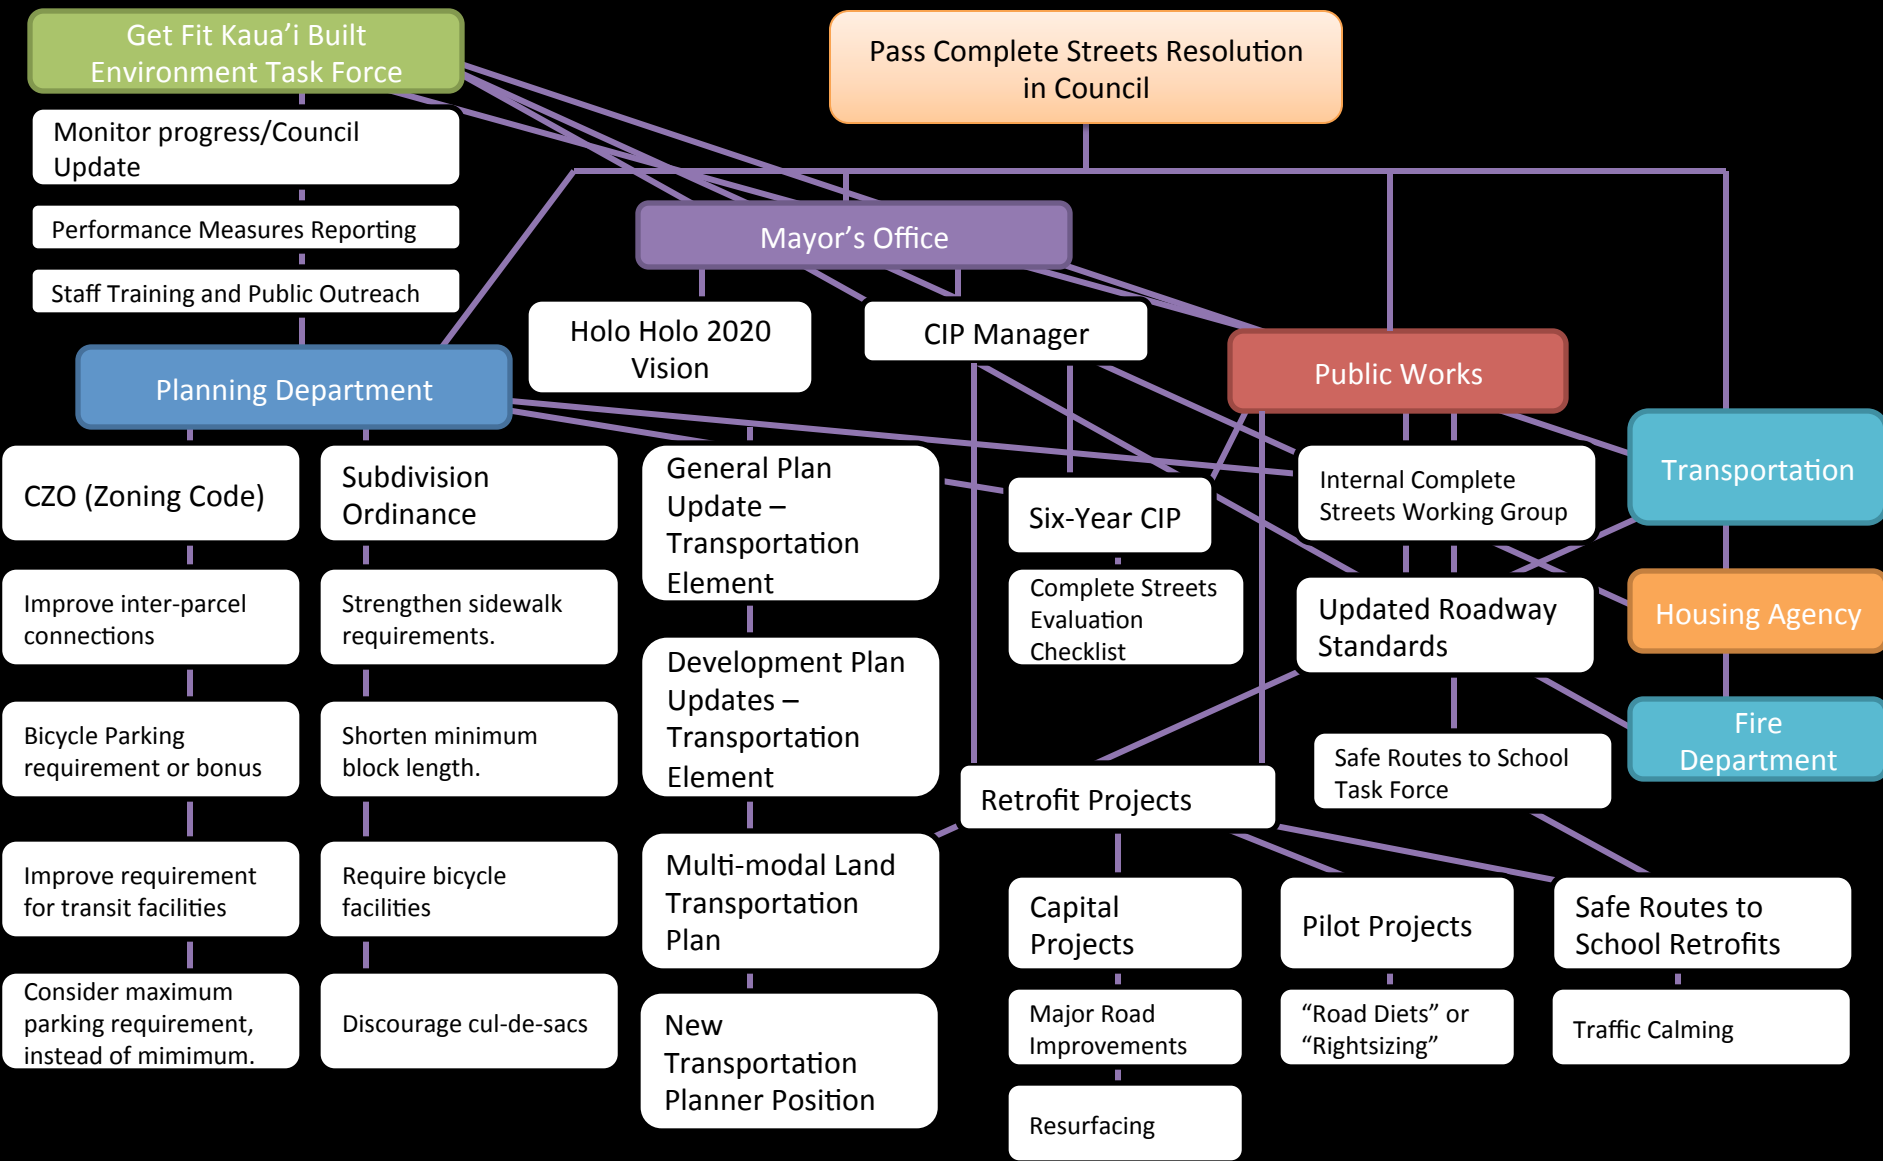 Get Fit Kaua’i Built
Environment Task Force
Pass Complete Streets Resolution
in Council
Monitor progress/Council
Update
Performance Measures Reporting
Staff Training and Public Outreach
Mayor’s Office
Holo Holo 2020
Vision
CIP Manager
Public Works
Planning Department
Transportation
Housing Agency
Fire
Department
CZO (Zoning Code)
Improve inter-parcel
connections
Bicycle Parking
requirement or bonus
Improve requirement
for transit facilities
Consider maximum
parking requirement,
instead of mimimum.
Subdivision
Ordinance
Strengthen sidewalk
requirements.
Shorten minimum
block length.
Require bicycle
facilities
Discourage cul-de-sacs
General Plan
Update –
Transportation
Element
Development Plan
Updates –
Transportation
Element
Multi-modal Land
Transportation
Plan
New
Transportation
Planner Position
Six-Year CIP
Complete Streets
Evaluation
Checklist
Internal Complete
Streets Working Group
Updated Roadway
Standards
Safe Routes to School
Task Force
Retrofit Projects
Capital
Projects
Major Road
Improvements
Resurfacing
Pilot Projects
“Road Diets” or
“Rightsizing”
Safe Routes to
School Retrofits
Traffic Calming